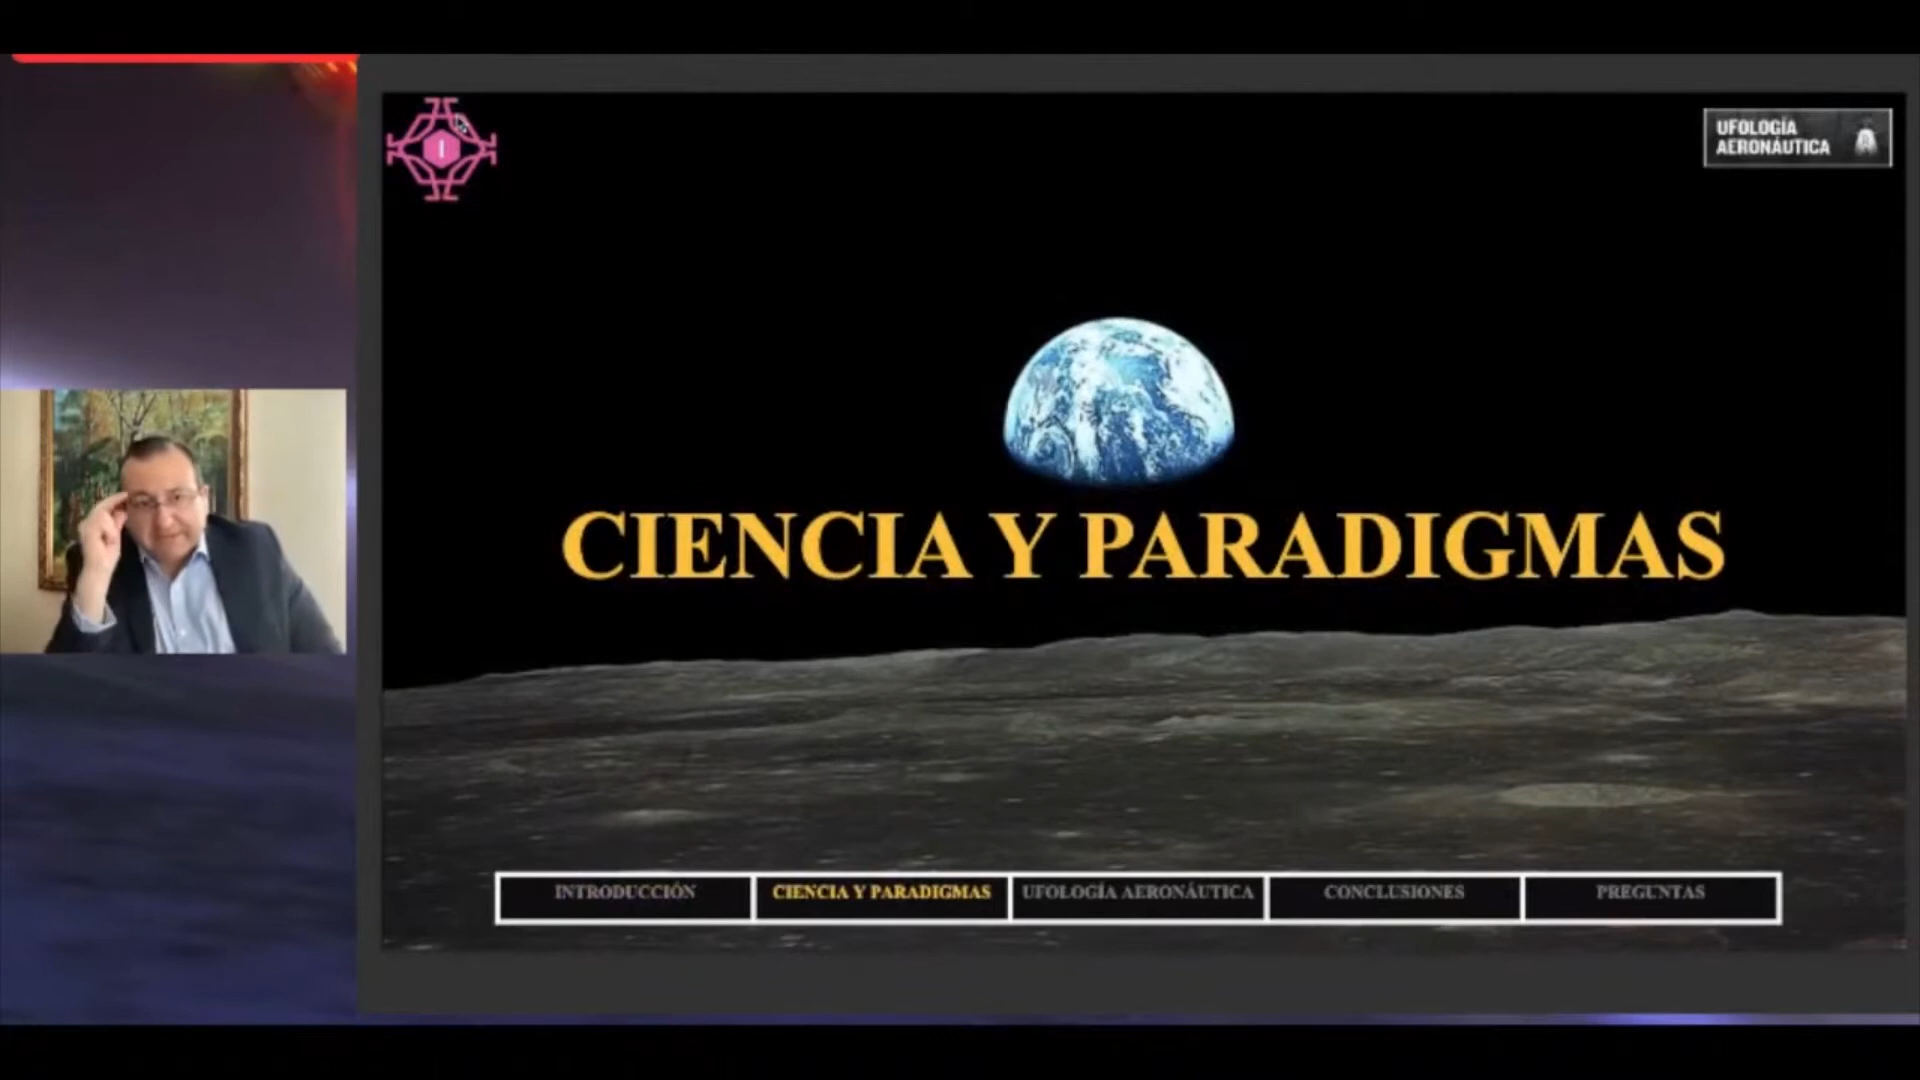 UFOLOGÍA
AERONÁUTICA
CIENCIA Y PARADIGMAS
INTRODUCCIÓN
CIENCIA Y PARADIGMAS
UFOLOGÍA AERONÁUTICA
CONCLUSIONES
PREGUNTAS